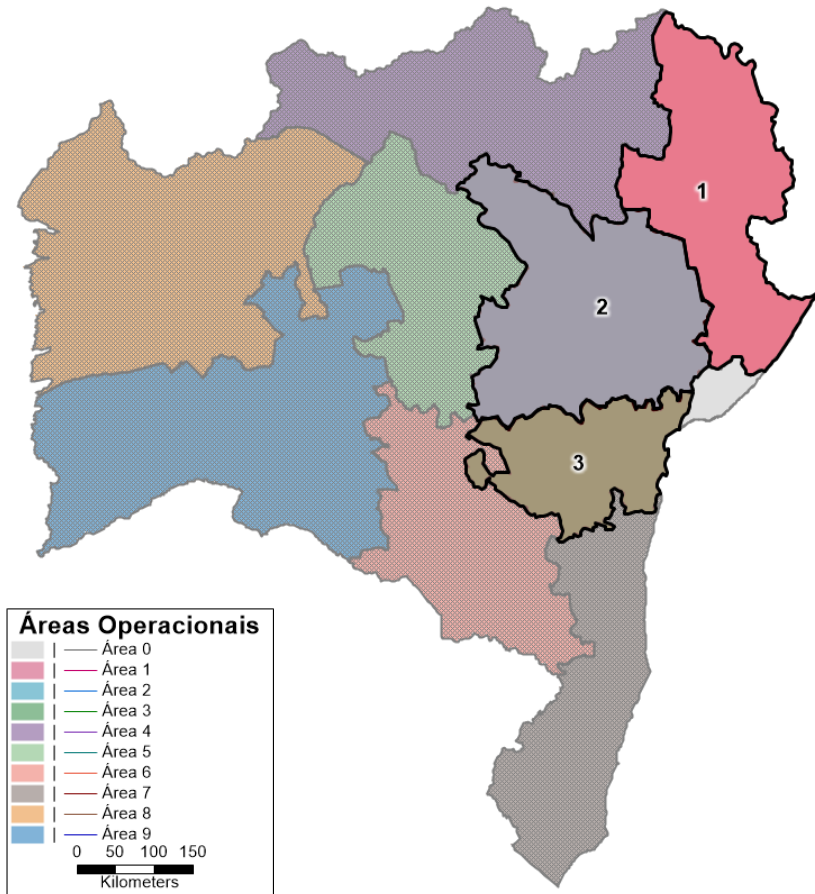 1
2
3
Áreas Operacionais
| Área 0
| Área 1
| Área 2
| Área 3
| Área 4
| Área 5
| Área 6
| Área 7
| Área 8
| Área 9
0 50 100 150
Kilometers